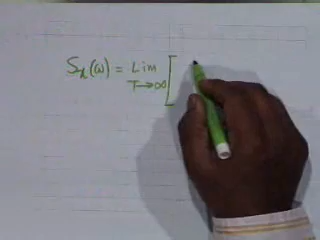 Sₓ(ω) = Lim [
T→∞